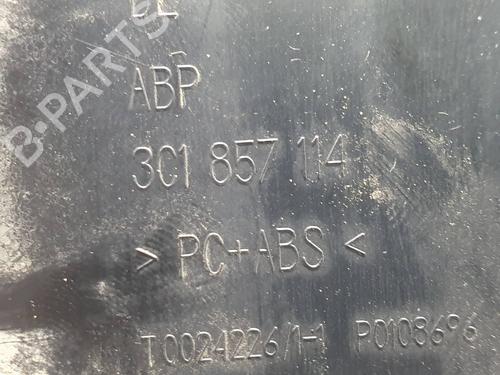 ABP
3C1 857 114
> PC+ABS <
T0024226/1-1 P0108696
B-PARTS